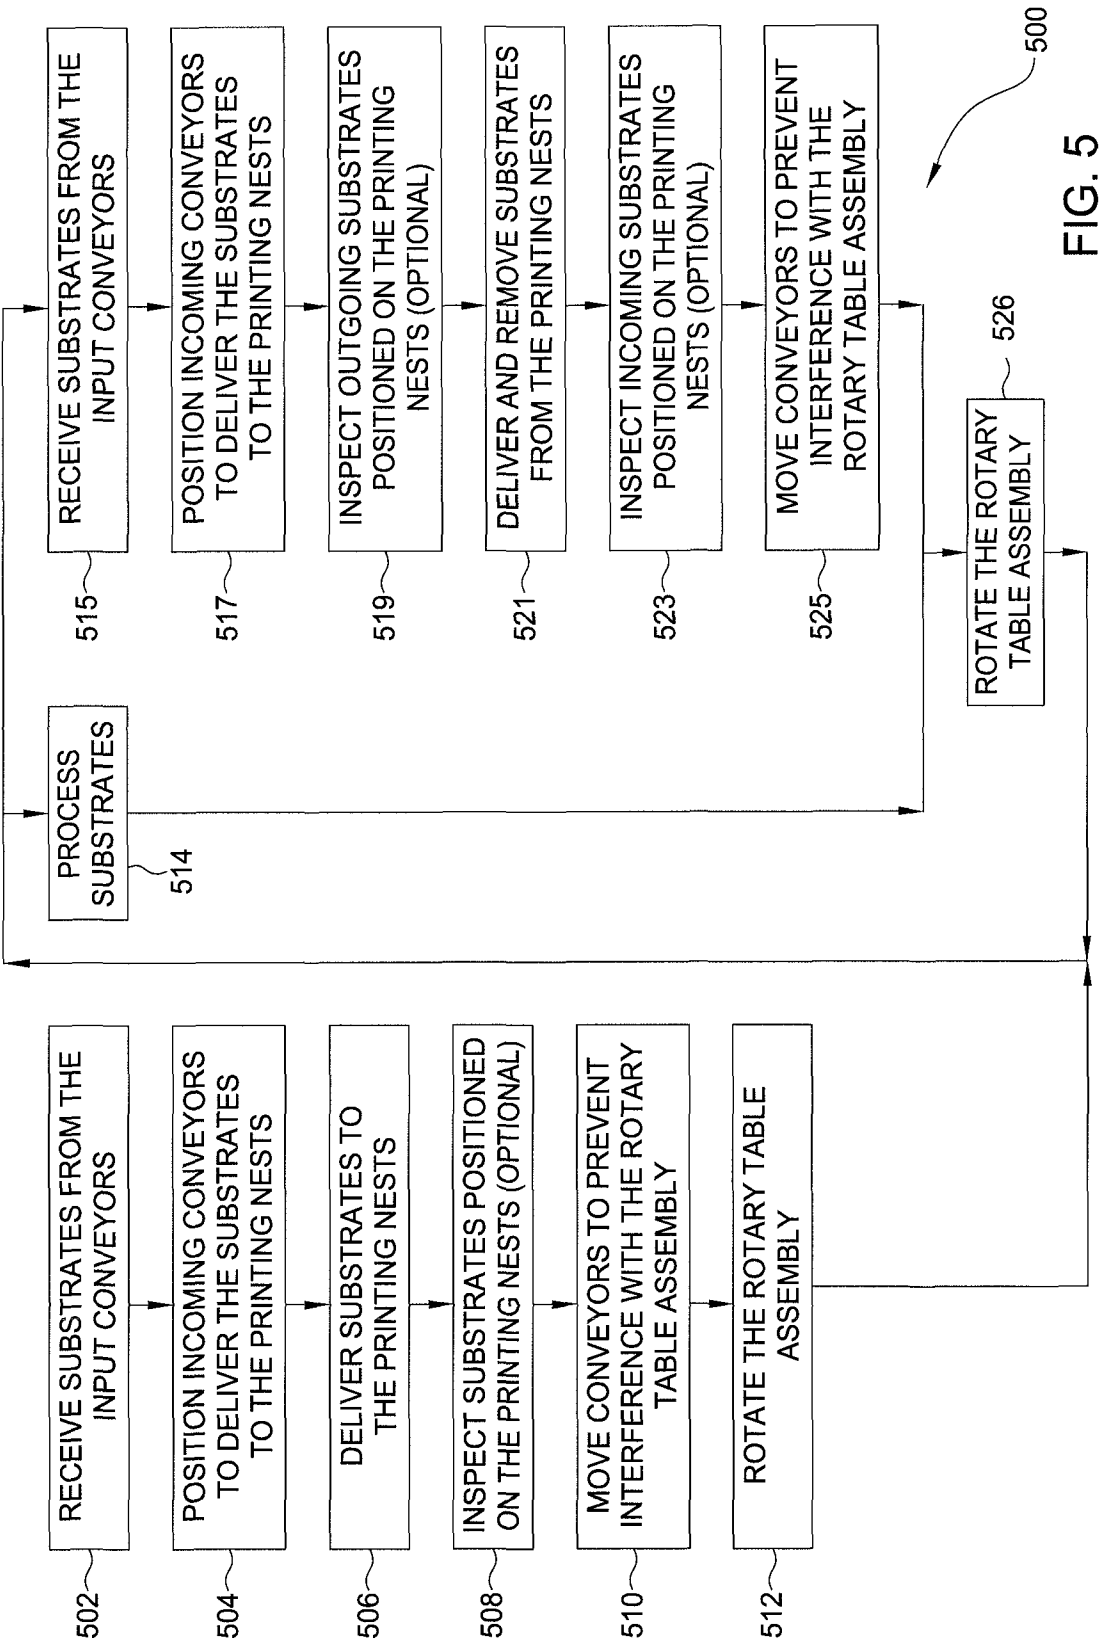 502
RECEIVE SUBSTRATES FROM THE
INPUT CONVEYORS
504
POSITION INCOMING CONVEYORS
TO DELIVER THE SUBSTRATES
TO THE PRINTING NESTS
506
DELIVER SUBSTRATES TO
THE PRINTING NESTS
508
INSPECT SUBSTRATES POSITIONED
ON THE PRINTING NESTS (OPTIONAL)
510
MOVE CONVEYORS TO PREVENT
INTERFERENCE WITH THE ROTARY
TABLE ASSEMBLY
512
ROTATE THE ROTARY TABLE
ASSEMBLY
PROCESS
SUBSTRATES
514
515
RECEIVE SUBSTRATES FROM THE
INPUT CONVEYORS
517
POSITION INCOMING CONVEYORS
TO DELIVER THE SUBSTRATES
TO THE PRINTING NESTS
519
INSPECT OUTGOING SUBSTRATES
POSITIONED ON THE PRINTING
NESTS (OPTIONAL)
521
DELIVER AND REMOVE SUBSTRATES
FROM THE PRINTING NESTS
523
INSPECT INCOMING SUBSTRATES
POSITIONED ON THE PRINTING
NESTS (OPTIONAL)
525
MOVE CONVEYORS TO PREVENT
INTERFERENCE WITH THE
ROTARY TABLE ASSEMBLY
ROTATE THE ROTARY
TABLE ASSEMBLY
526
500
FIG. 5